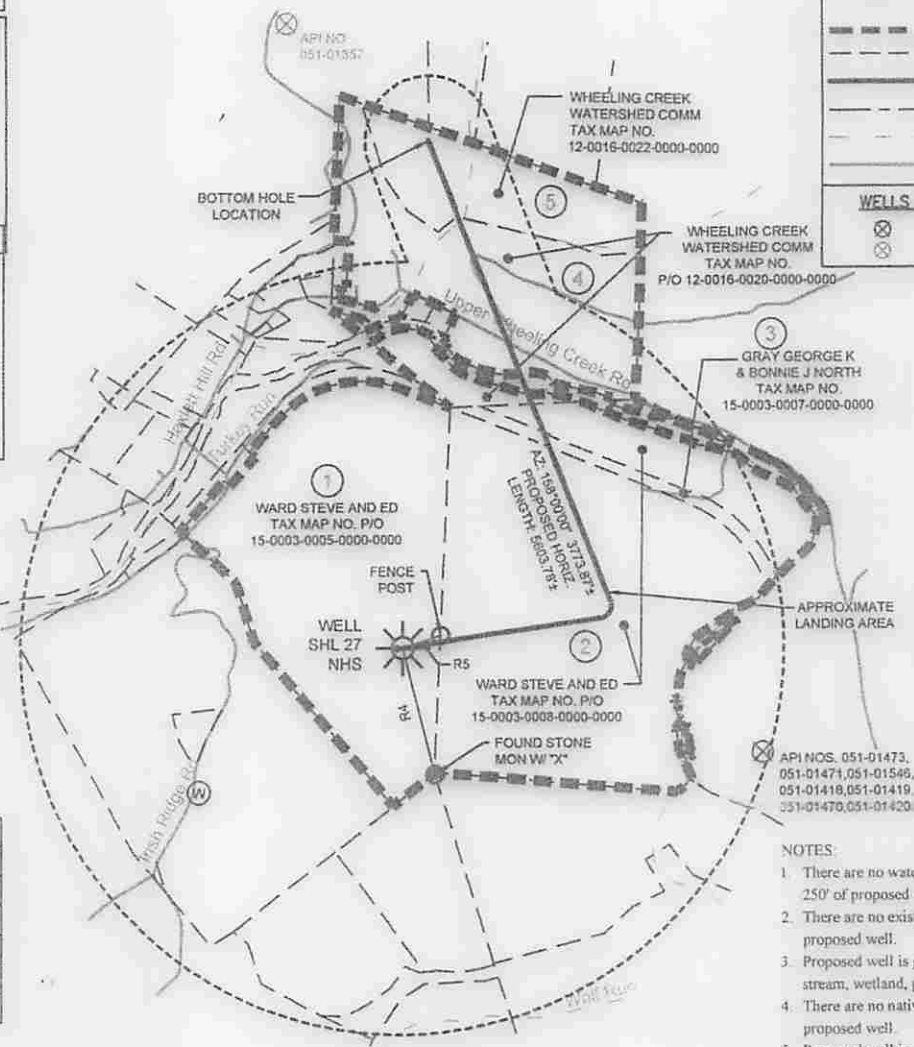 API NO
051-01357
WHEELING CREEK
WATERSHED COMM
TAX MAP NO.
12-0016-0022-0000-0000
BOTTOM HOLE
LOCATION
5
WELLS
WHEELING CREEK
WATERSHED COMM
TAX MAP NO.
P/O 12-0016-0020-0000-0000
4
Upper Wheeling Creek Rd
3
GRAY GEORGE K
& BONNIE J NORTH
TAX MAP NO.
15-0003-0007-0000-0000
Hill Rd
Turkey Run
1
WARD STEVE AND ED
TAX MAP NO. P/O
15-0003-0005-0000-0000
AZ: 158°00'00" 3773.87'±
PROPOSED HORIZ.
LENGTH: 5603.78'±
FENCE
POST
APPROXIMATE
LANDING AREA
WELL
SHL 27
NHS
2
R5
R4
WARD STEVE AND ED
TAX MAP NO. P/O
15-0003-0008-0000-0000
FOUND STONE
MON W/ "X"
API NOS. 051-01473,
051-01471,051-01546,
051-01418,051-01419,
051-01470,051-01420
W
Irish Ridge Rd
NOTES:
1. There are no
250' of proposed
2. There are no
proposed well.
3. Proposed well is
stream, wetland,
4. There are no
proposed well.
Wolf Run